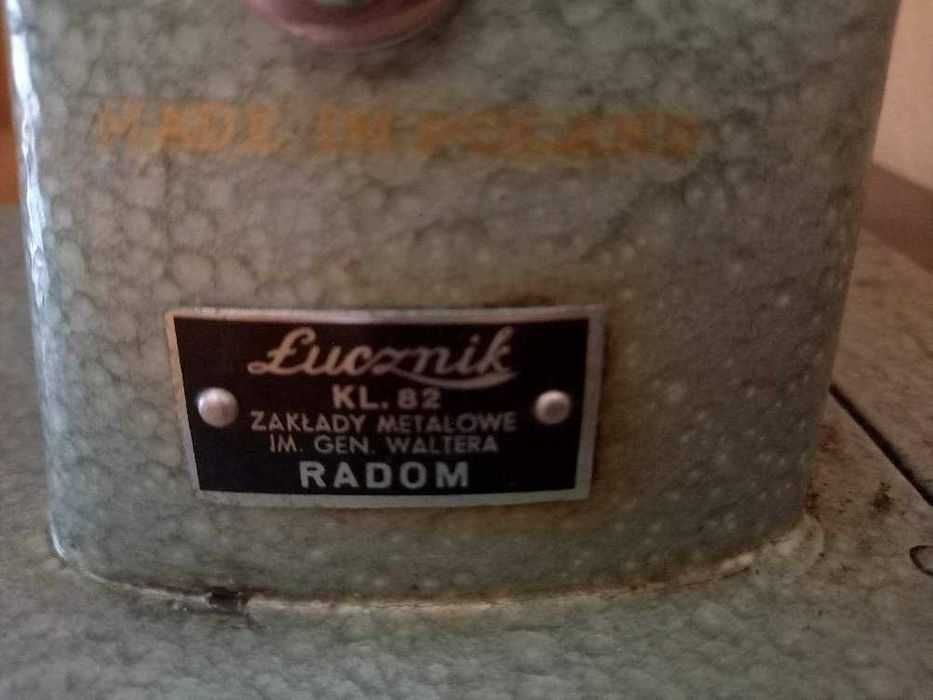 MADE IN POLAND
Łucznik
KL. 82
ZAKŁADY METALOWE
IM. GEN. WALTERA
RADOM